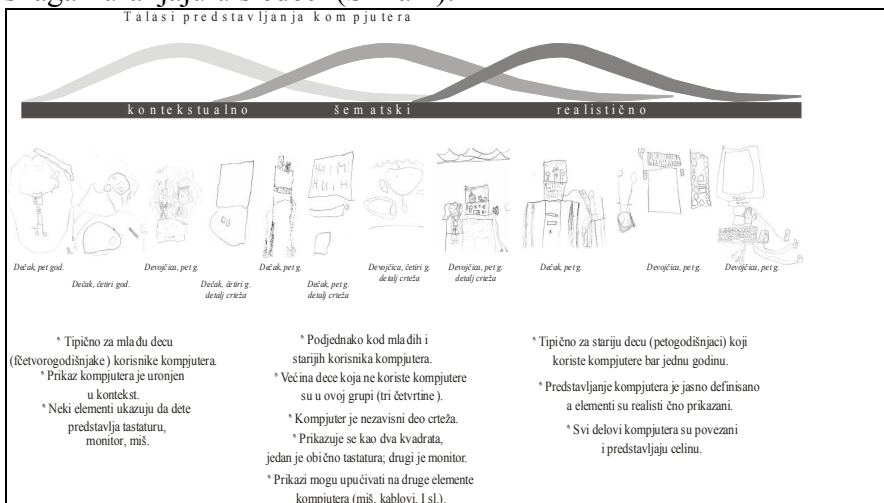 Talasi predstavljanja kompjutera
kontekstualno
šematski
realistično
Dečak, pet god.
Dečak, četiri god.
Devojčica, pet g.
Dečak, četiri g.
detalj crteža
Dečak, pet g.
Dečak, pet g.
detalj crteža
Devojčica, četiri g.
detalj crteža
Devojčica, pet g.
detalj crteža
Dečak, pet g.
Devojčica, pet g.
Devojčica, pet g.
* Tipično za mlađu decu
(fčetvorogodišnjake) korisnike kompjutera.
* Prikaz kompjutera je uronjen
u kontekst.
* Neki elementi ukazuju da dete
predstavlja tastaturu,
monitor, miš.
* Podjednako kod mlađih i
starijih korisnika kompjutera.
* Većina dece koja ne koriste kompjutere
su u ovoj grupi (tri četvrtine).
* Kompjuter je nezavisni deo crteža.
* Prikazuje se kao dva kvadrata,
jedan je obično tastatura; drugi je monitor.
* Prikazi mogu upućivati na druge elemente
kompjutera (miš, kablovi, I sl.).
* Tipično za stariju decu (petogodišnjaci) koji
koriste kompjutere bar jednu godinu.
* Predstavljanje kompjutera je jasno definisano
a elementi su realistično prikazani.
* Svi delovi kompjutera su povezani
i predstavljaju celinu.